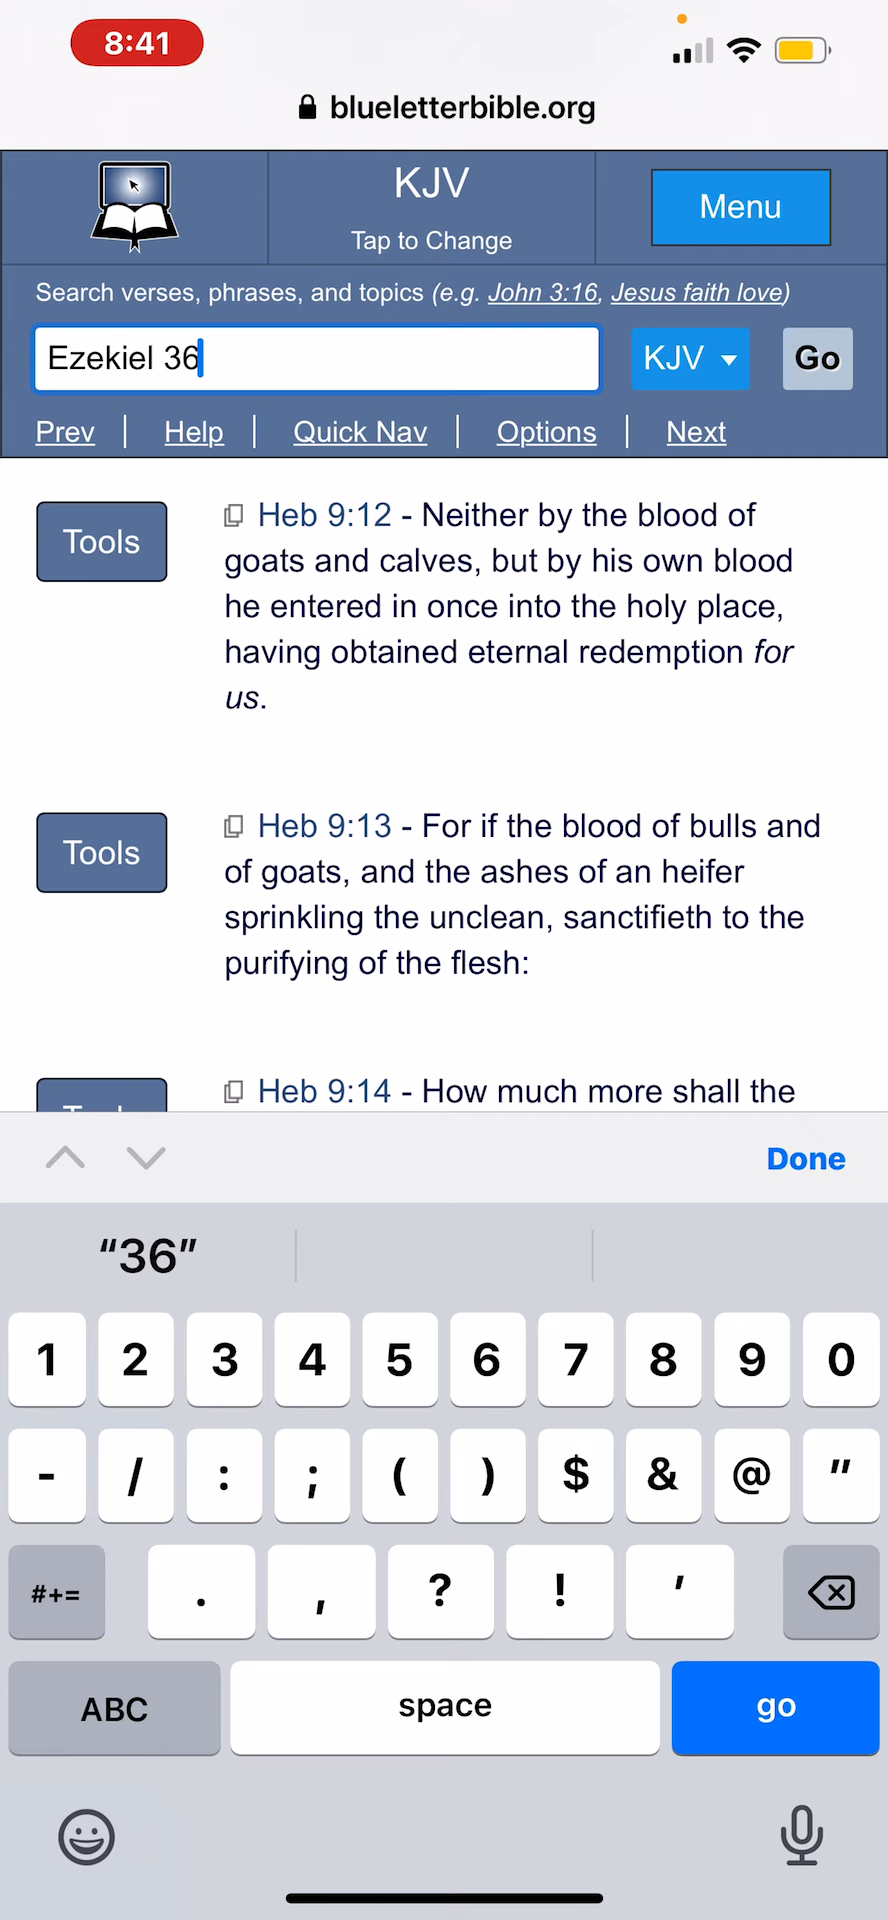 8:41
blueletterbible.org
KJV
Tap to Change
Menu
Search verses, phrases, and topics (e.g. John 3:16, Jesus faith love)
Ezekiel 36
KJV
Go
Prev | Help | Quick Nav | Options | Next
Tools
Heb 9:12 - Neither by the blood of
goats and calves, but by his own blood
he entered in once into the holy place,
having obtained eternal redemption for
us.
Tools
Heb 9:13 - For if the blood of bulls and
of goats, and the ashes of an heifer
sprinkling the unclean, sanctifieth to the
purifying of the flesh:
Heb 9:14 - How much more shall the
Done
“36”
1 2 3 4 5 6 7 8 9 0
- / : ; ( ) $ & @ "
#+= . , ? ! '
ABC space go